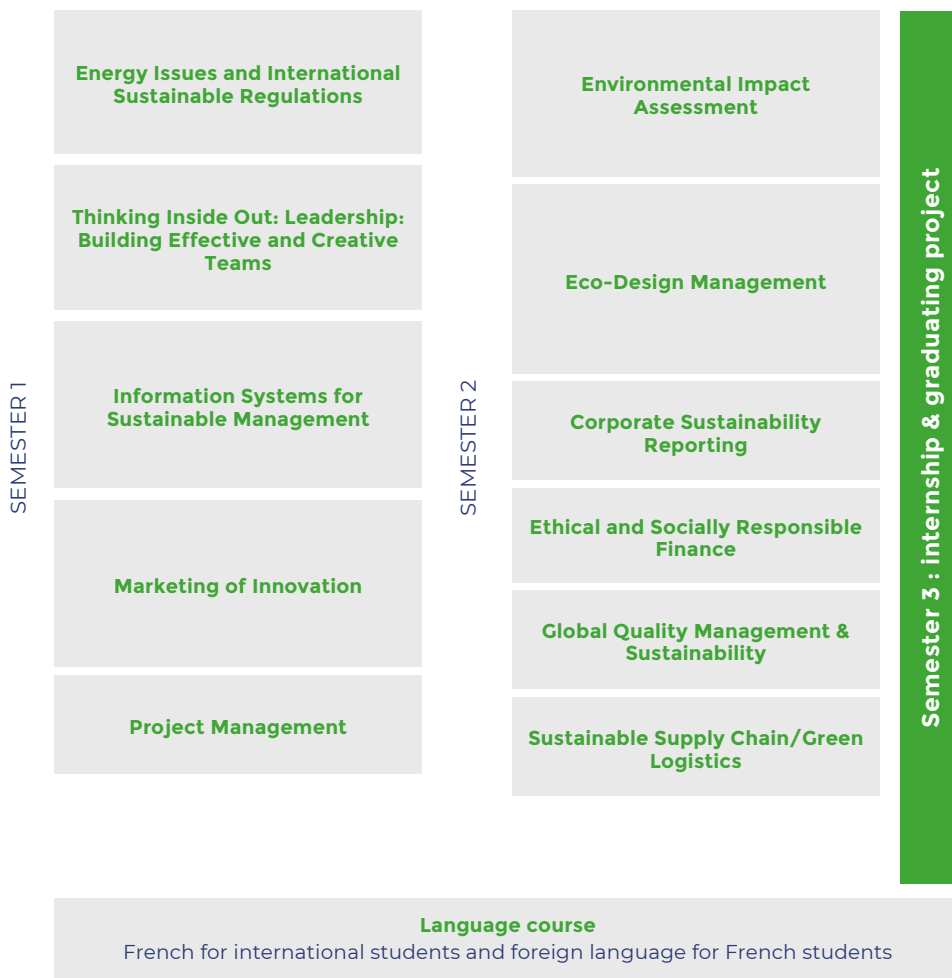 SEMESTER 1
Energy Issues and International
Sustainable Regulations
Thinking Inside Out: Leadership:
Building Effective and Creative
Teams
Information Systems for
Sustainable Management
Marketing of Innovation
Project Management
SEMESTER 2
Environmental Impact
Assessment
Eco-Design Management
Corporate Sustainability
Reporting
Ethical and Socially Responsible
Finance
Global Quality Management &
Sustainability
Sustainable Supply Chain/Green
Logistics
Semester 3 : internship & graduating project
Language course
French for international students and foreign language for French students